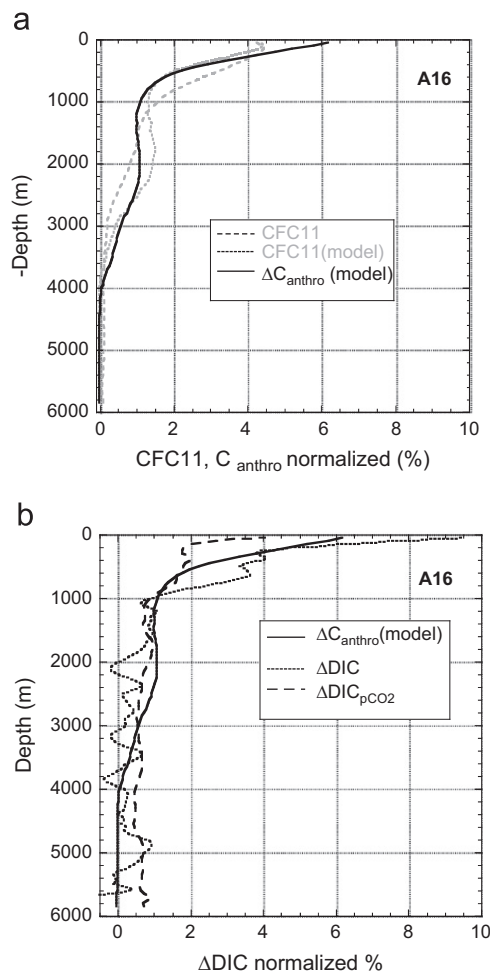 a
0
1000
2000
3000
4000
5000
6000
-Depth (m)
A16
CFC11
CFC11(model)
ΔCanthro (model)
0 2 4 6 8 10
CFC11, C anthro normalized (%)
b
0
1000
2000
3000
4000
5000
6000
Depth (m)
A16
ΔCanthro(model)
ΔDIC
ΔDICpCO2
0 2 4 6 8 10
ΔDIC normalized %